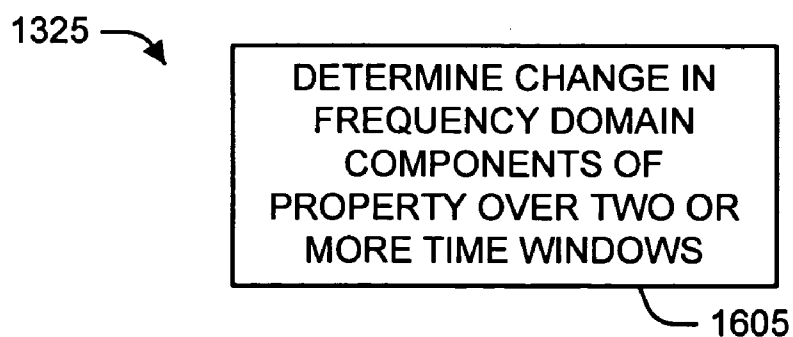 1325
DETERMINE CHANGE IN
FREQUENCY DOMAIN
COMPONENTS OF
PROPERTY OVER TWO OR
MORE TIME WINDOWS
1605